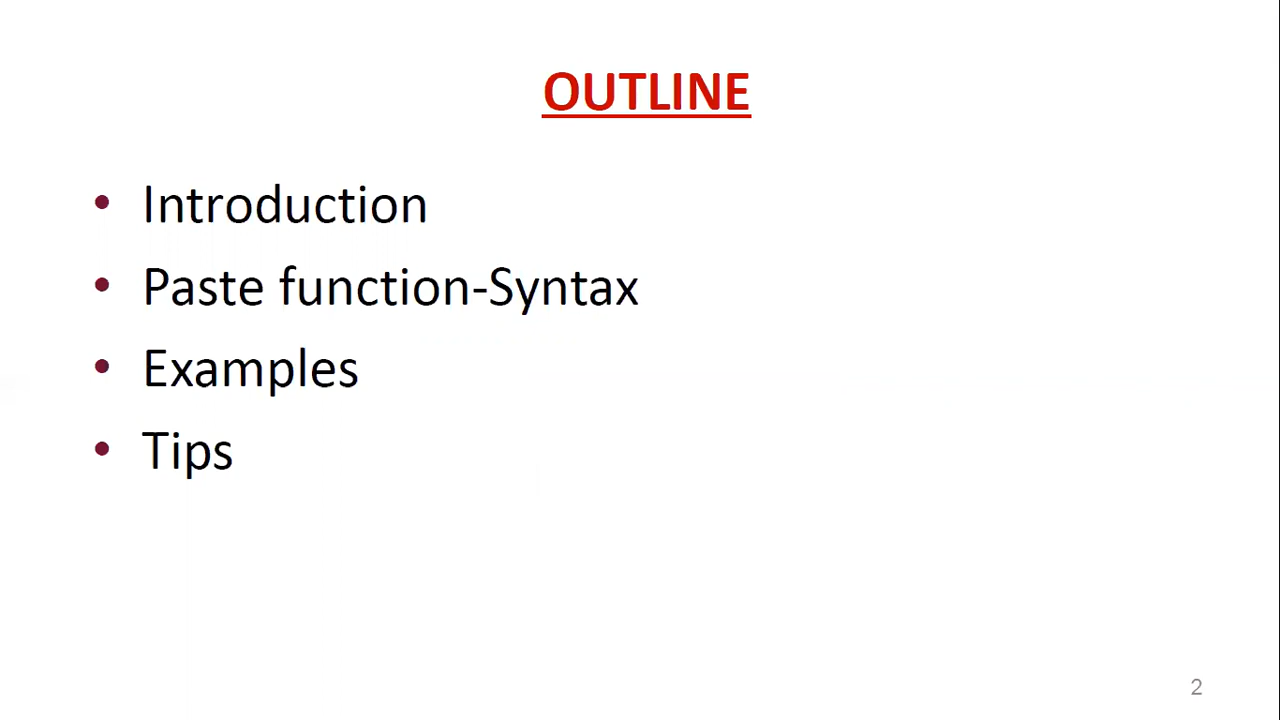 OUTLINE
• Introduction
• Paste function-Syntax
• Examples
• Tips
2